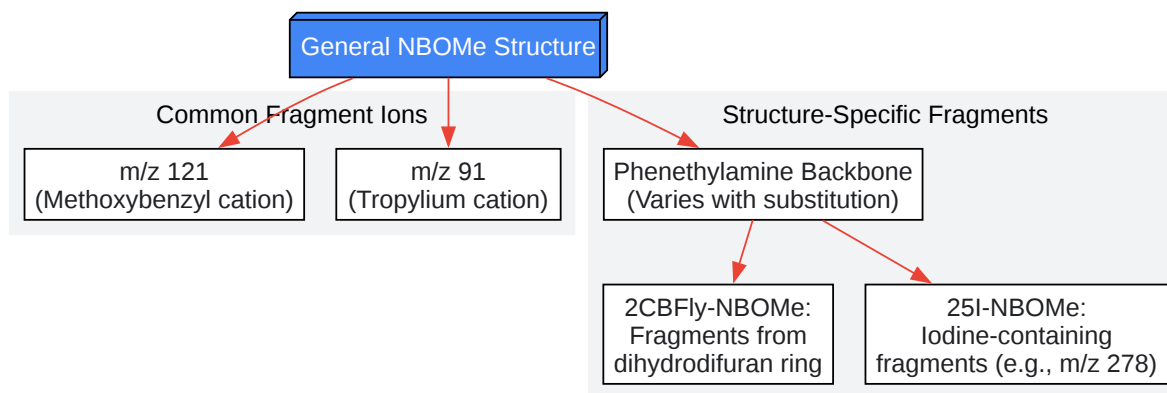 General NBOMe Structure
Common Fragment Ions
m/z 121
(Methoxybenzyl cation)
m/z 91
(Tropylium cation)
Structure-Specific Fragments
Phenethylamine Backbone
(Varies with substitution)
2CBFly-NBOMe:
Fragments from
dihydrodifuran ring
25I-NBOMe:
Iodine-containing
fragments (e.g., m/z 278)